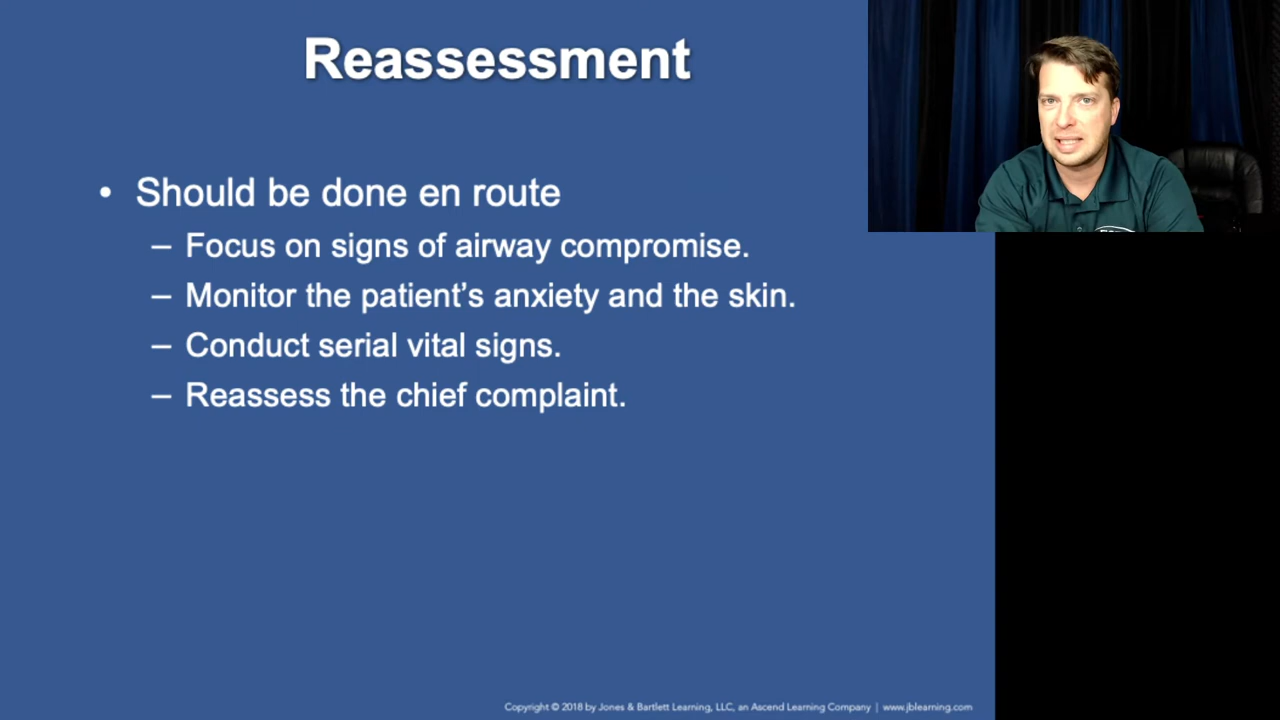 Reassessment
• Should be done en route
– Focus on signs of airway compromise.
– Monitor the patient’s anxiety and the skin.
– Conduct serial vital signs.
– Reassess the chief complaint.
Copyright © 2018 by Jones & Bartlett Learning, LLC, an Ascend Learning Company | www.jblearning.com